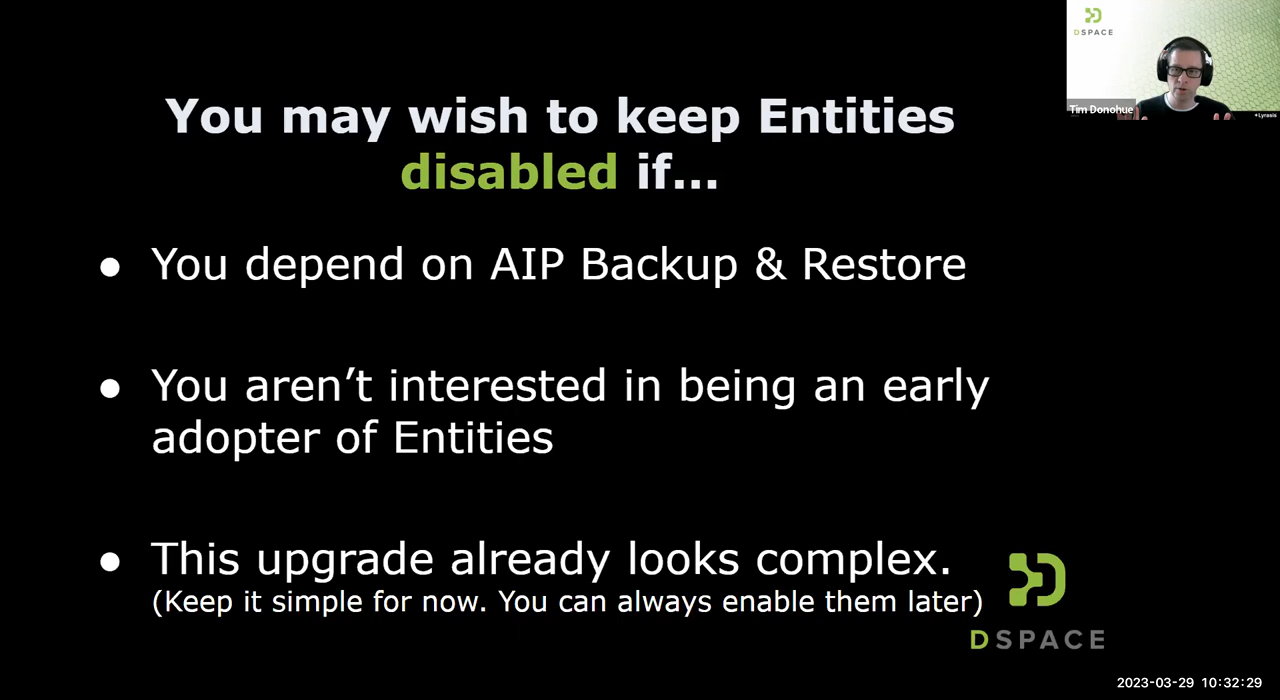 DSPACE
Tim Donohue
Lyrasis
You may wish to keep Entities
disabled if...
● You depend on AIP Backup & Restore
● You aren’t interested in being an early
adopter of Entities
● This upgrade already looks complex.
(Keep it simple for now. You can always enable them later)
DSPACE
2023-03-29 10:32:29